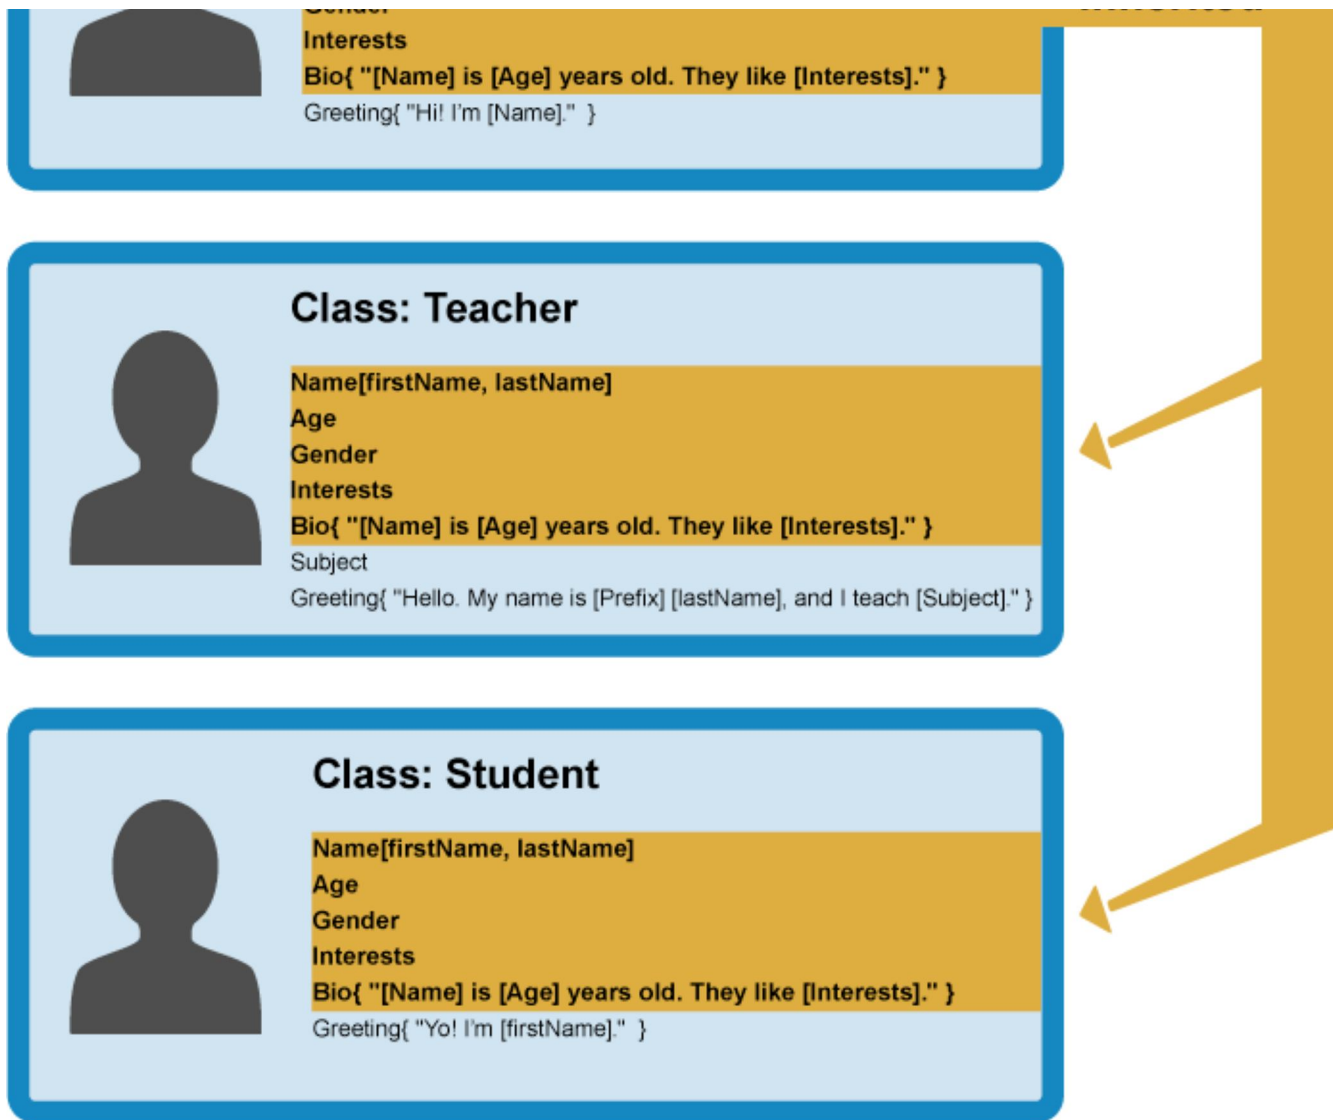 Gender
Interests
Bio{ "[Name] is [Age] years old. They like [Interests]." }
Greeting{ "Hi! I'm [Name]."  }
Class: Teacher
Name[firstName, lastName]
Age
Gender
Interests
Bio{ "[Name] is [Age] years old. They like [Interests]." }
Subject
Greeting{ "Hello. My name is [Prefix] [lastName], and I teach [Subject]." }
Class: Student
Name[firstName, lastName]
Age
Gender
Interests
Bio{ "[Name] is [Age] years old. They like [Interests]." }
Greeting{ "Yo! I'm [firstName]."  }